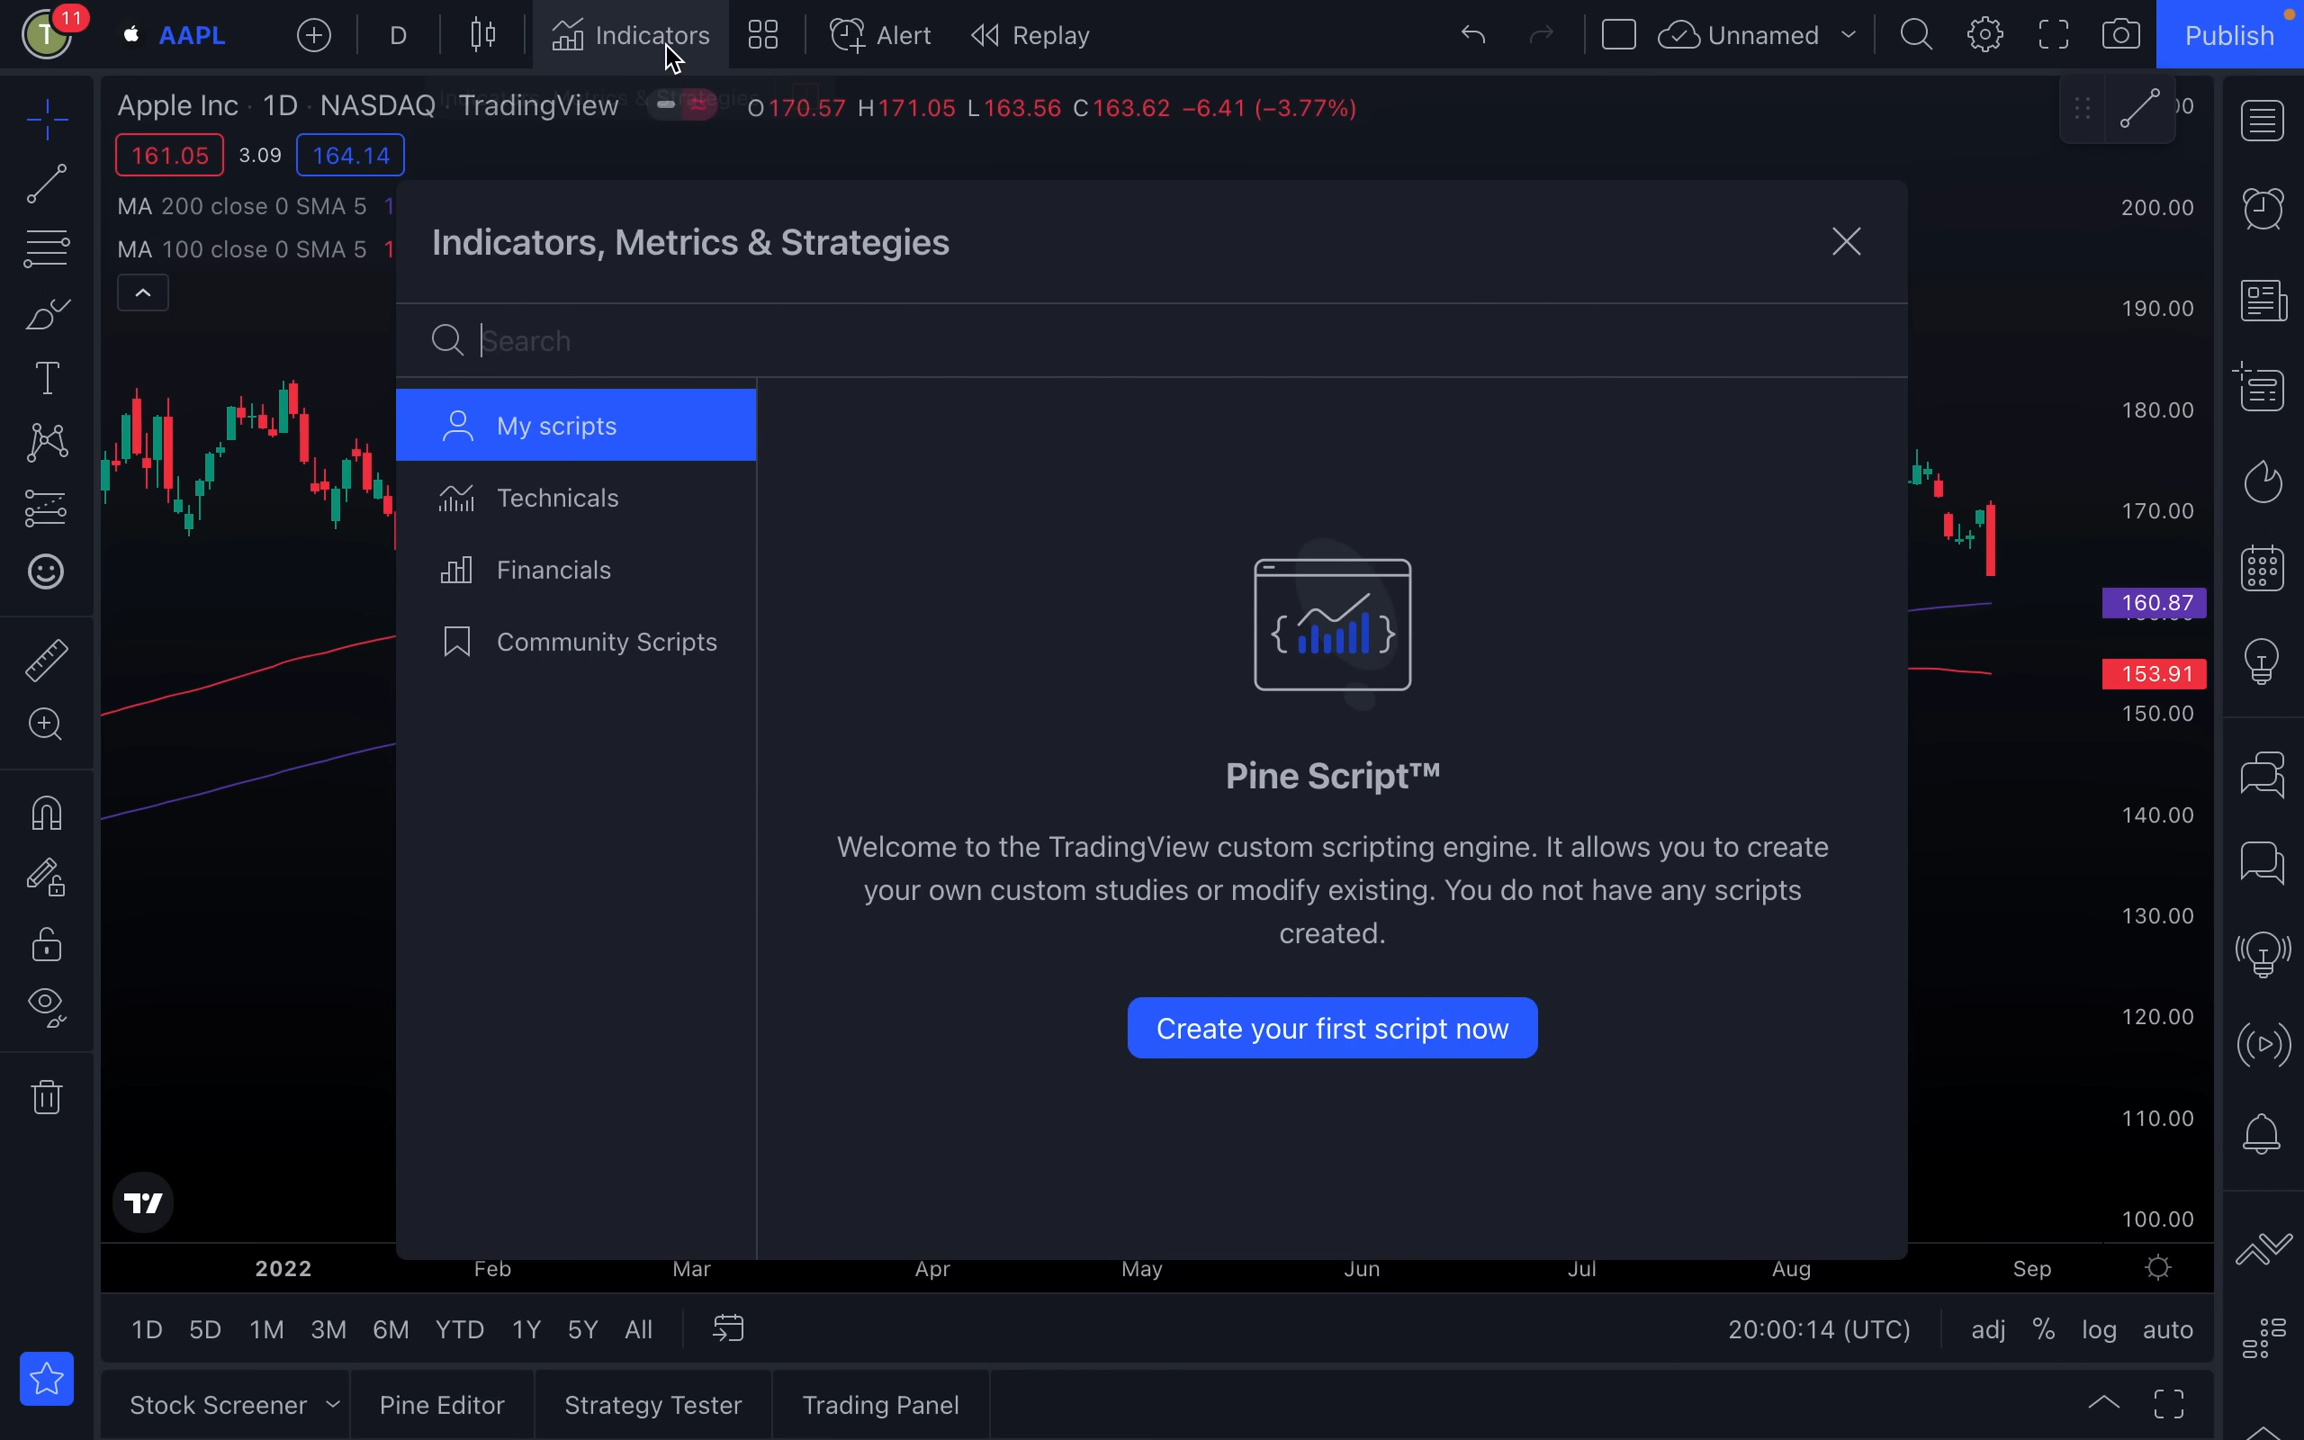 T 11 AAPL D Indicators Alert Replay Unnamed Publish
Apple Inc · 1D · NASDAQ · TradingView O170.57 H171.05 L163.56 C163.62 −6.41 (−3.77%)
161.05 3.09 164.14
MA 200 close 0 SMA 5 1
MA 100 close 0 SMA 5 1
Indicators, Metrics & Strategies
Search
My scripts
Technicals
Financials
Community Scripts
Pine Script™
Welcome to the TradingView custom scripting engine. It allows you to create
your own custom studies or modify existing. You do not have any scripts
created.
Create your first script now
200.00
190.00
180.00
170.00
160.87
153.91
150.00
140.00
130.00
120.00
110.00
100.00
2022 Feb Mar Apr May Jun Jul Aug Sep
1D 5D 1M 3M 6M YTD 1Y 5Y All 20:00:14 (UTC) adj % log auto
Stock Screener Pine Editor Strategy Tester Trading Panel